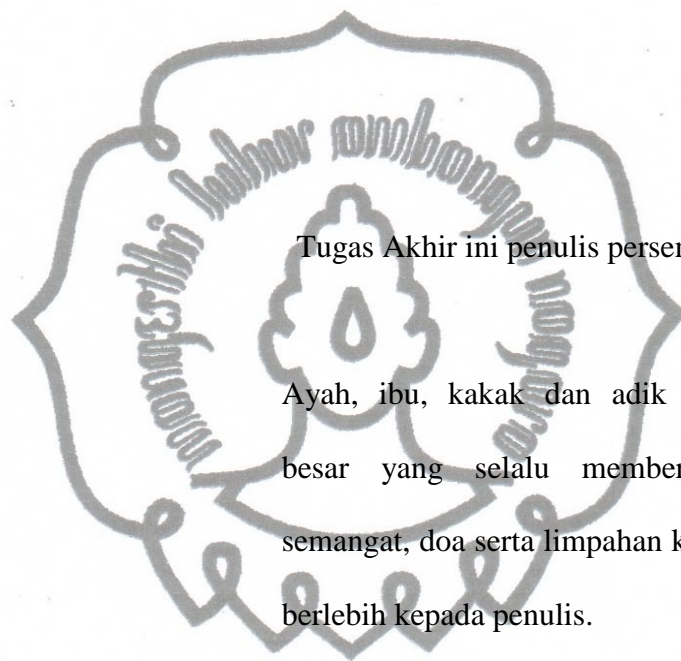 Tugas Akhir ini penulis perse
Ayah, ibu, kakak dan adik
besar yang selalu member
semangat, doa serta limpahan k
berlebih kepada penulis.